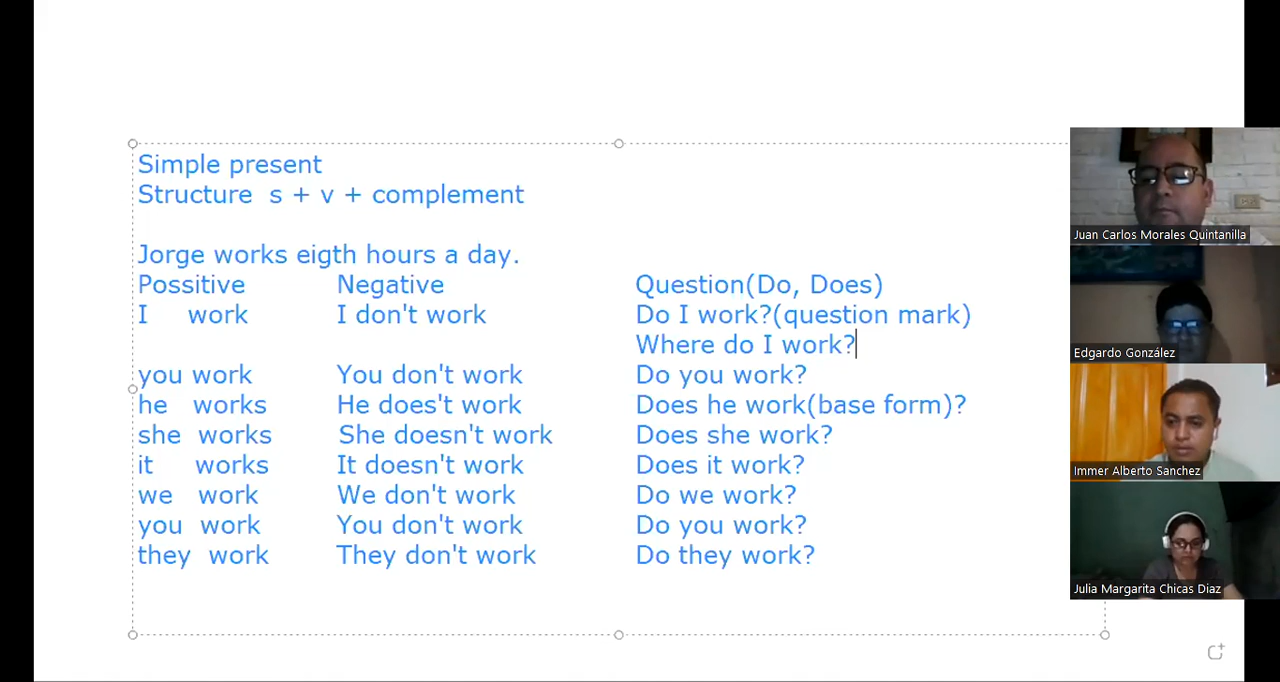 Simple present
Structure s + v + complement
Jorge works eigth hours a day.
Possitive Negative Question(Do, Does)
I work I don't work Do I work?(question mark)
Where do I work?
you work You don't work Do you work?
he works He does't work Does he work(base form)?
she works She doesn't work Does she work?
it works It doesn't work Does it work?
we work We don't work Do we work?
you work You don't work Do you work?
they work They don't work Do they work?
Juan Carlos Morales Quintanilla
Edgardo González
Immer Alberto Sanchez
Julia Margarita Chicas Diaz